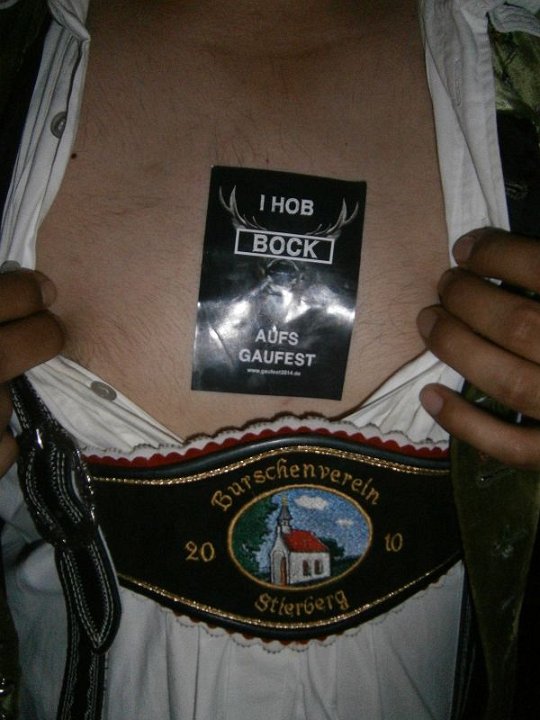 I HOB
BOCK
AUFS
GAUFEST
www.gaufest2014.de
Burschenverein
20 10
Stierberg